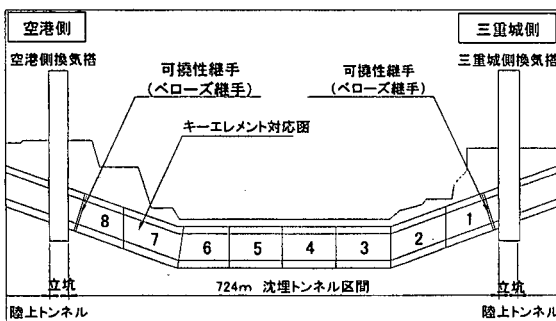 空港側
三重城側
空港側換気搭
三重城側換気搭
可撓性継手
(ベローズ継手)
可撓性継手
(ベローズ継手)
キーエレメント対応函
8
7
6
5
4
3
2
1
立坑
724m 沈埋トンネル区間
立坑
陸上トンネル
陸上トンネル